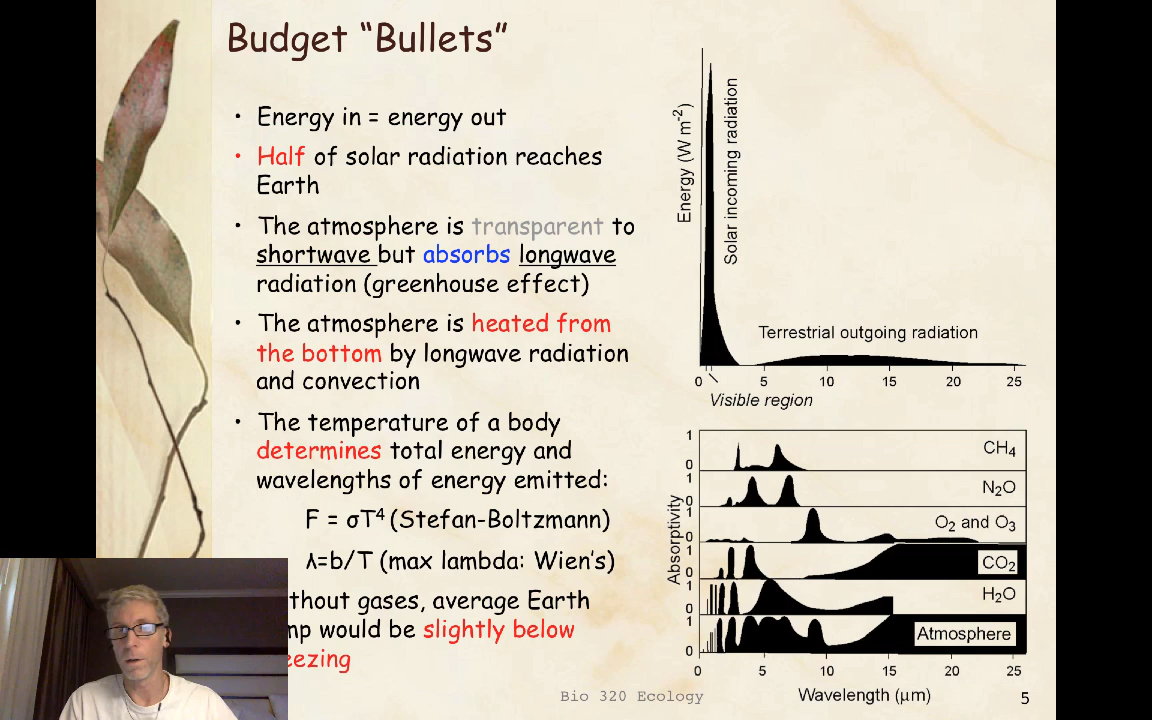 Budget “Bullets”
• Energy in = energy out
• Half of solar radiation reaches
Earth
• The atmosphere is transparent to
shortwave but absorbs longwave
radiation (greenhouse effect)
• The atmosphere is heated from
the bottom by longwave radiation
and convection
• The temperature of a body
determines total energy and
wavelengths of energy emitted:
F = σT⁴ (Stefan-Boltzmann)
λ=b/T (max lambda: Wien’s)
thout gases, average Earth
mp would be slightly below
eezing
Energy (W m⁻²)
Solar incoming radiation
Terrestrial outgoing radiation
0 5 10 15 20 25
Visible region
Absorptivity
1
0
CH₄
1
0
N₂O
1
0
O₂ and O₃
1
0
CO₂
1
0
H₂O
1
0
Atmosphere
0 5 10 15 20 25
Wavelength (μm)
Bio 320 Ecology
5